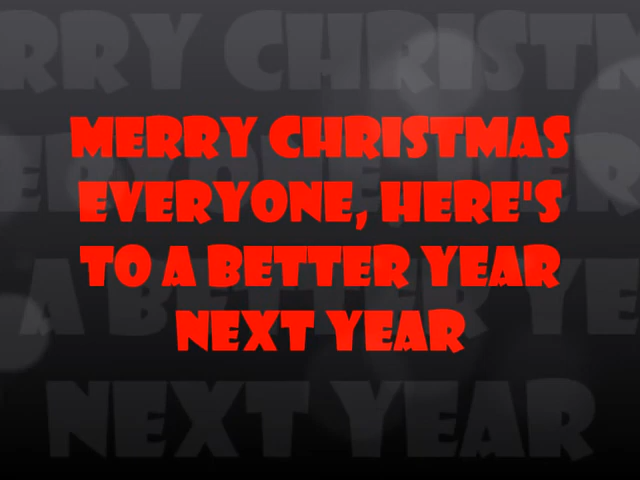 MERRY CHRISTMAS
EVERYONE, HERE'S
TO A BETTER YEAR
NEXT YEAR